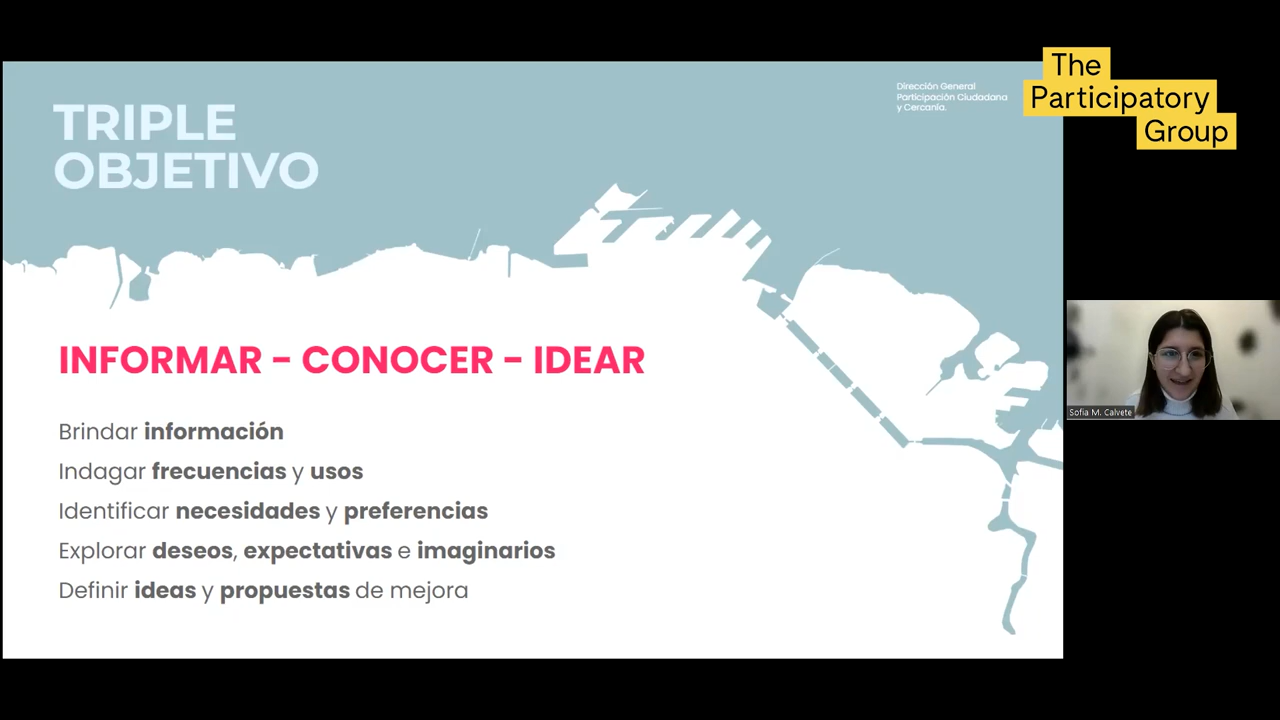 TRIPLE
OBJETIVO
Dirección General
Participación Ciudadana
y Cercanía.
The
Participatory
Group
INFORMAR - CONOCER - IDEAR
Brindar información
Indagar frecuencias y usos
Identificar necesidades y preferencias
Explorar deseos, expectativas e imaginarios
Definir ideas y propuestas de mejora
Sofia M. Calvete